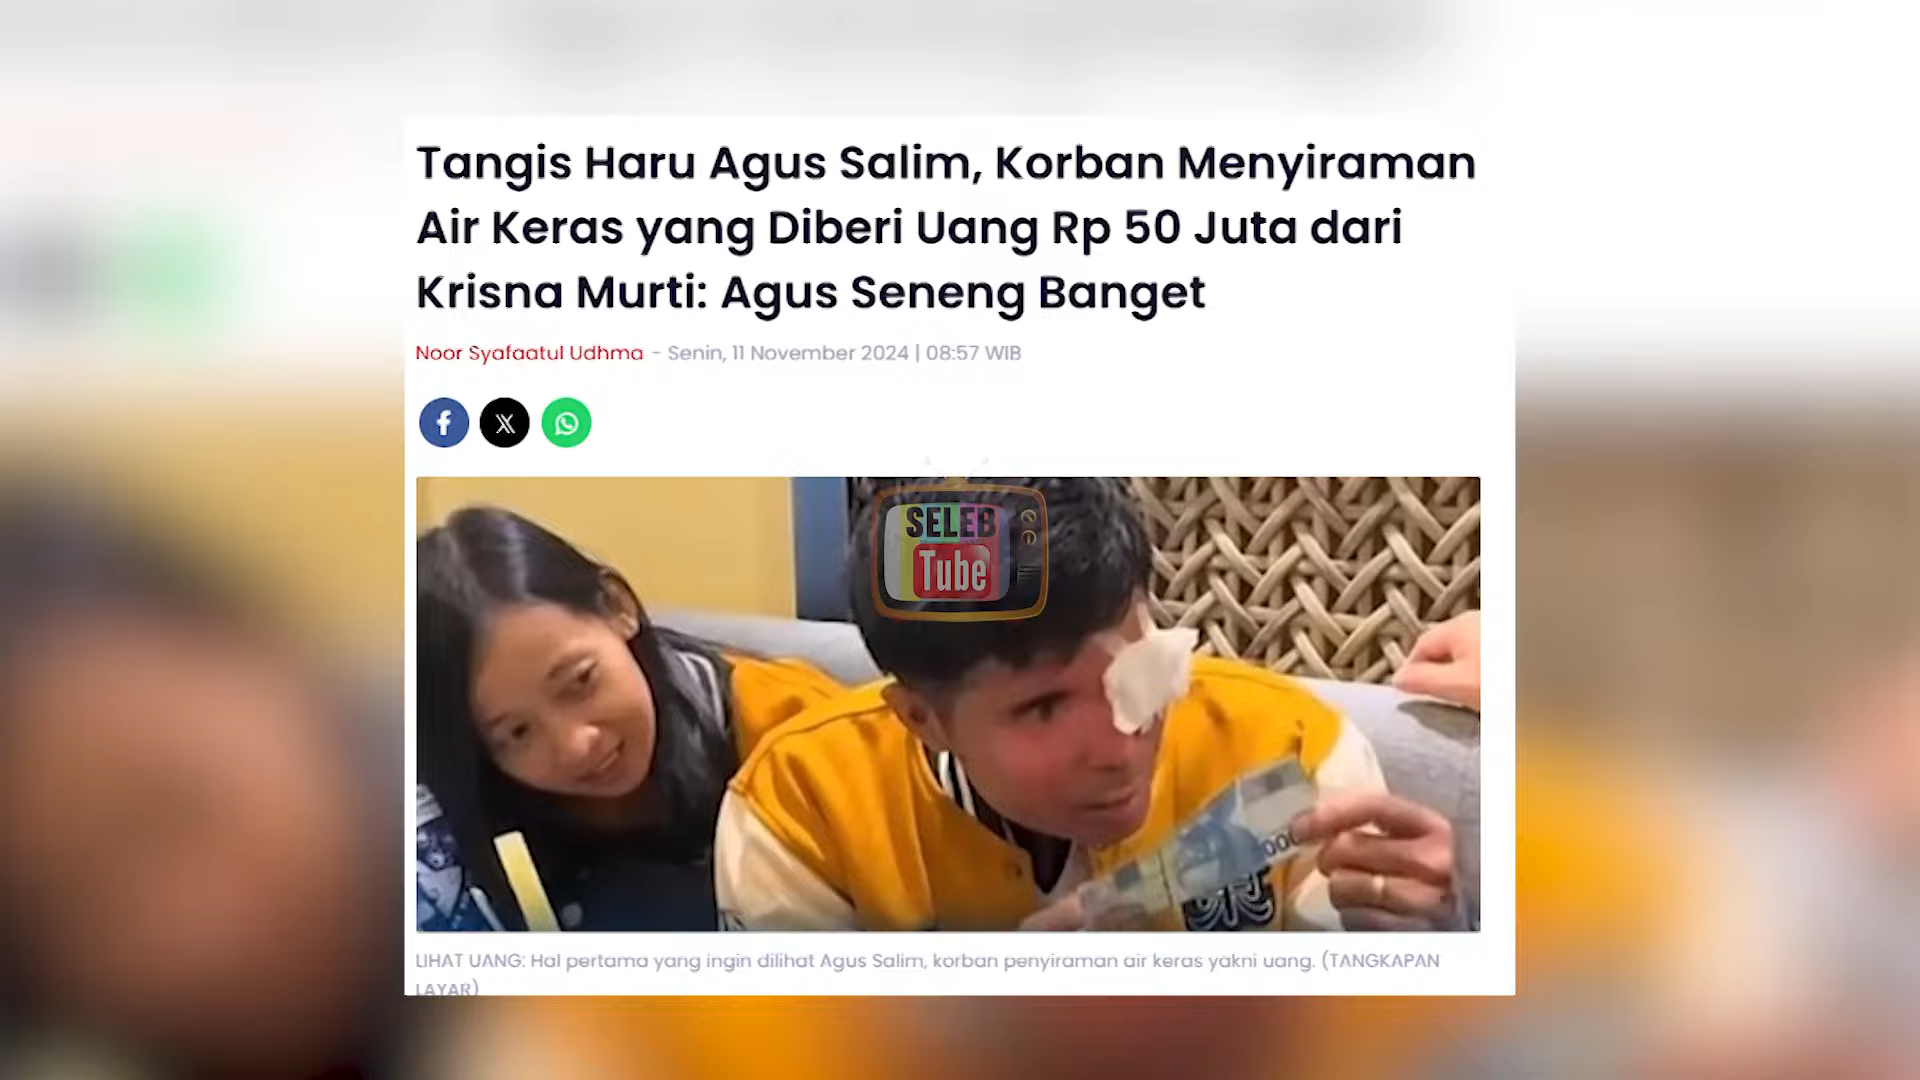 Tangis Haru Agus Salim, Korban Menyiraman
Air Keras yang Diberi Uang Rp 50 Juta dari
Krisna Murti: Agus Seneng Banget
Noor Syafaatul Udhma - Senin, 11 November 2024 | 08:57 WIB
SELEB
Tube
000
LIHAT UANG: Hal pertama yang ingin dilihat Agus Salim, korban penyiraman air keras yakni uang. (TANGKAPAN
LAYAR)